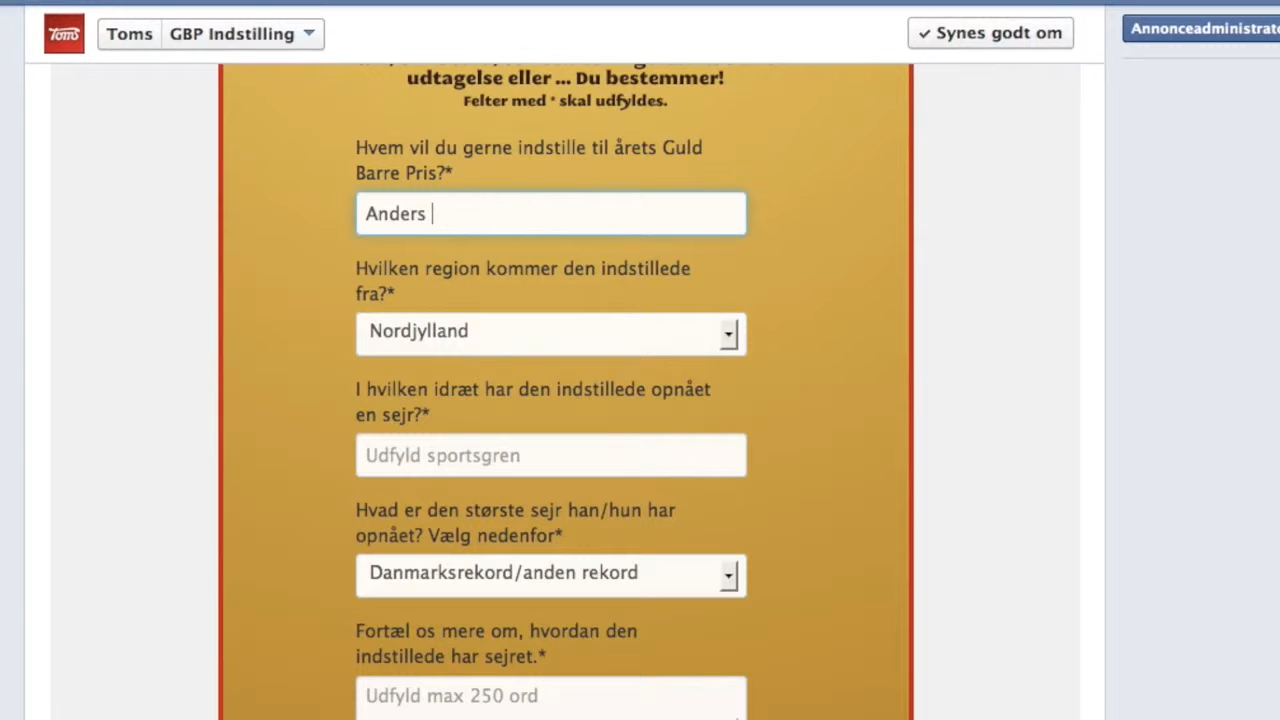 Toms
Toms
GBP Indstilling
Synes godt om
Annonceadministrato
udtagelse eller ... Du bestemmer!
Felter med * skal udfyldes.
Hvem vil du gerne indstille til årets Guld
Barre Pris?*
Anders
Hvilken region kommer den indstillede
fra?*
Nordjylland
I hvilken idræt har den indstillede opnået
en sejr?*
Udfyld sportsgren
Hvad er den største sejr han/hun har
opnået? Vælg nedenfor*
Danmarksrekord/anden rekord
Fortæl os mere om, hvordan den
indstillede har sejret.*
Udfyld max 250 ord